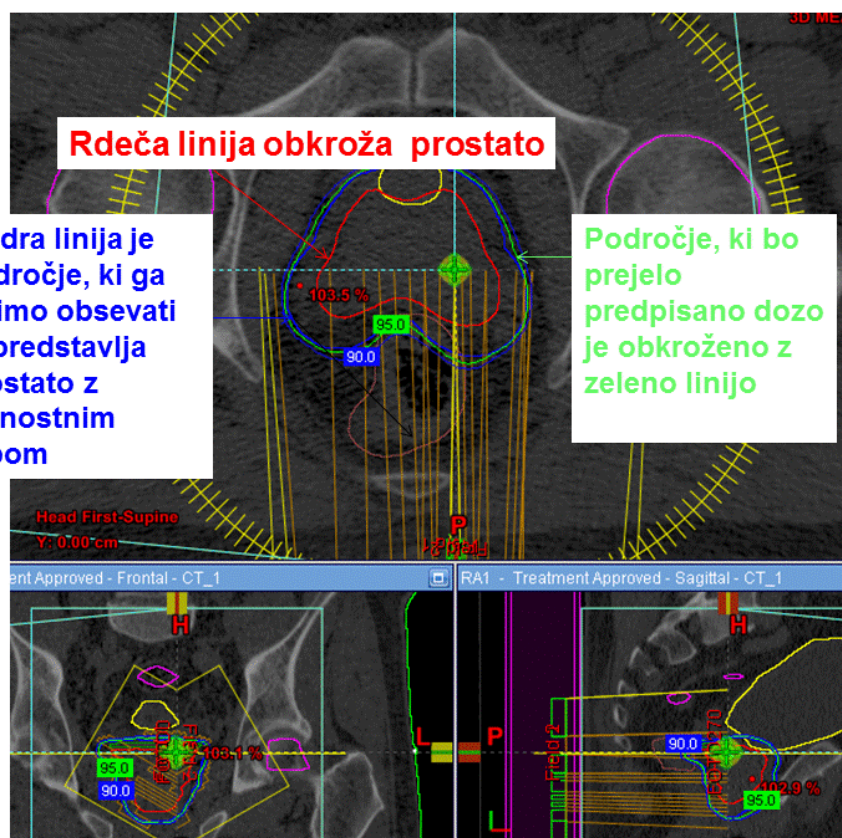 3D ME
Rdeča linija obkroža prostato
dra linija je
dročje, ki ga
imo obsevati
predstavlja
ostato z
nostnim
bom
Področje, ki bo
prejelo
predpisano dozo
je obkroženo z
zeleno linijo
103.5 %
95.0
90.0
Head First-Supine
Y: 0.00 cm
P
ent Approved - Frontal - CT_1
H
L
103.1 %
95.0
90.0
RA1 - Treatment Approved - Sagittal - CT_1
H
P
Field 2
90.0
102.9 %
95.0
L